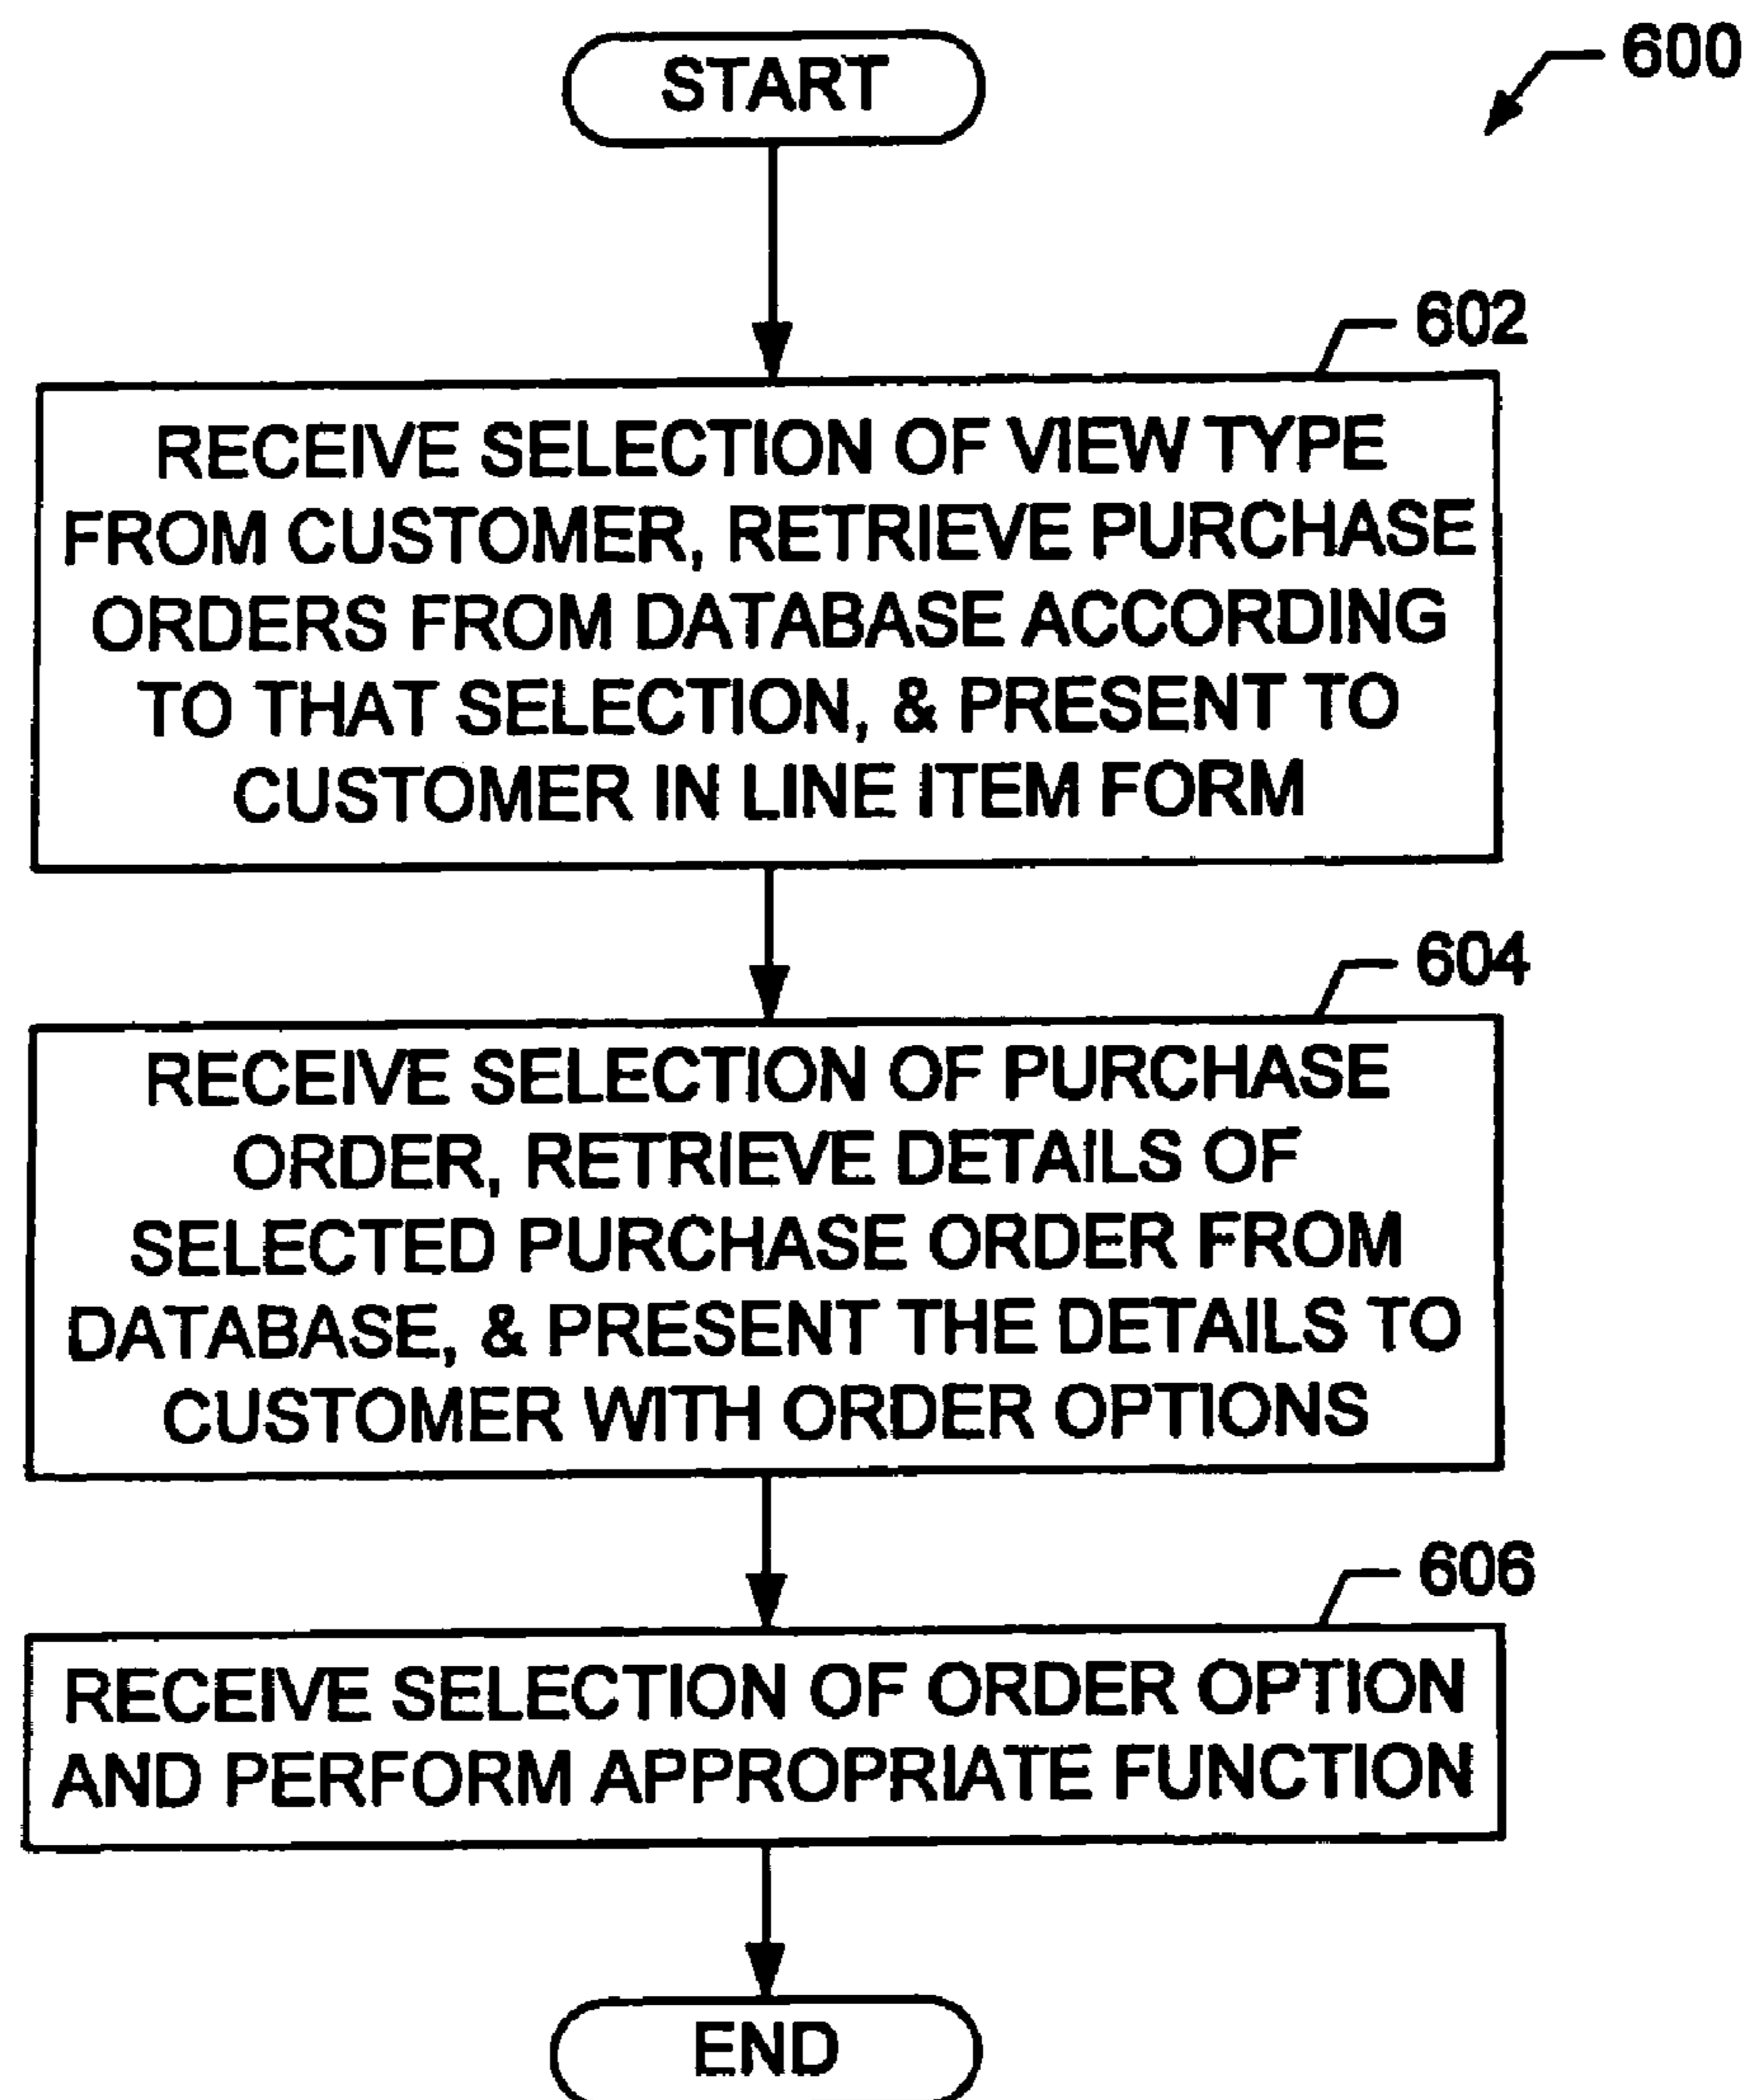 START
600
602
RECEIVE SELECTION OF VIEW TYPE
FROM CUSTOMER, RETRIEVE PURCHASE
ORDERS FROM DATABASE ACCORDING
TO THAT SELECTION, & PRESENT TO
CUSTOMER IN LINE ITEM FORM
604
RECEIVE SELECTION OF PURCHASE
ORDER, RETRIEVE DETAILS OF
SELECTED PURCHASE ORDER FROM
DATABASE, & PRESENT THE DETAILS TO
CUSTOMER WITH ORDER OPTIONS
606
RECEIVE SELECTION OF ORDER OPTION
AND PERFORM APPROPRIATE FUNCTION
END